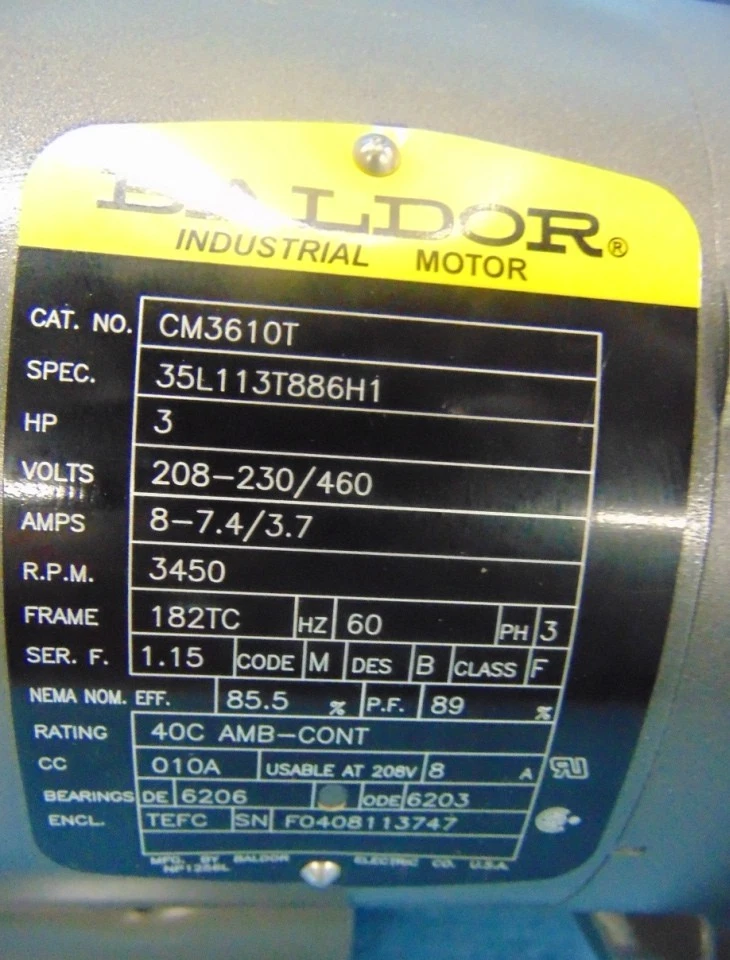 BALDOR®
INDUSTRIAL MOTOR
CAT. NO. CM3610T
SPEC. 35L113T886H1
HP 3
VOLTS 208-230/460
AMPS 8-7.4/3.7
R.P.M. 3450
FRAME 182TC HZ 60 PH 3
SER. F. 1.15 CODE M DES B CLASS F
NEMA NOM. EFF. 85.5 % P.F. 89 %
RATING 40C AMB-CONT
CC 010A USABLE AT 208V 8 A
BEARINGS DE 6206 ODE 6203
ENCL. TEFC SN F0408113747
MFG. BY BALDOR ELECTRIC CO. U.S.A.